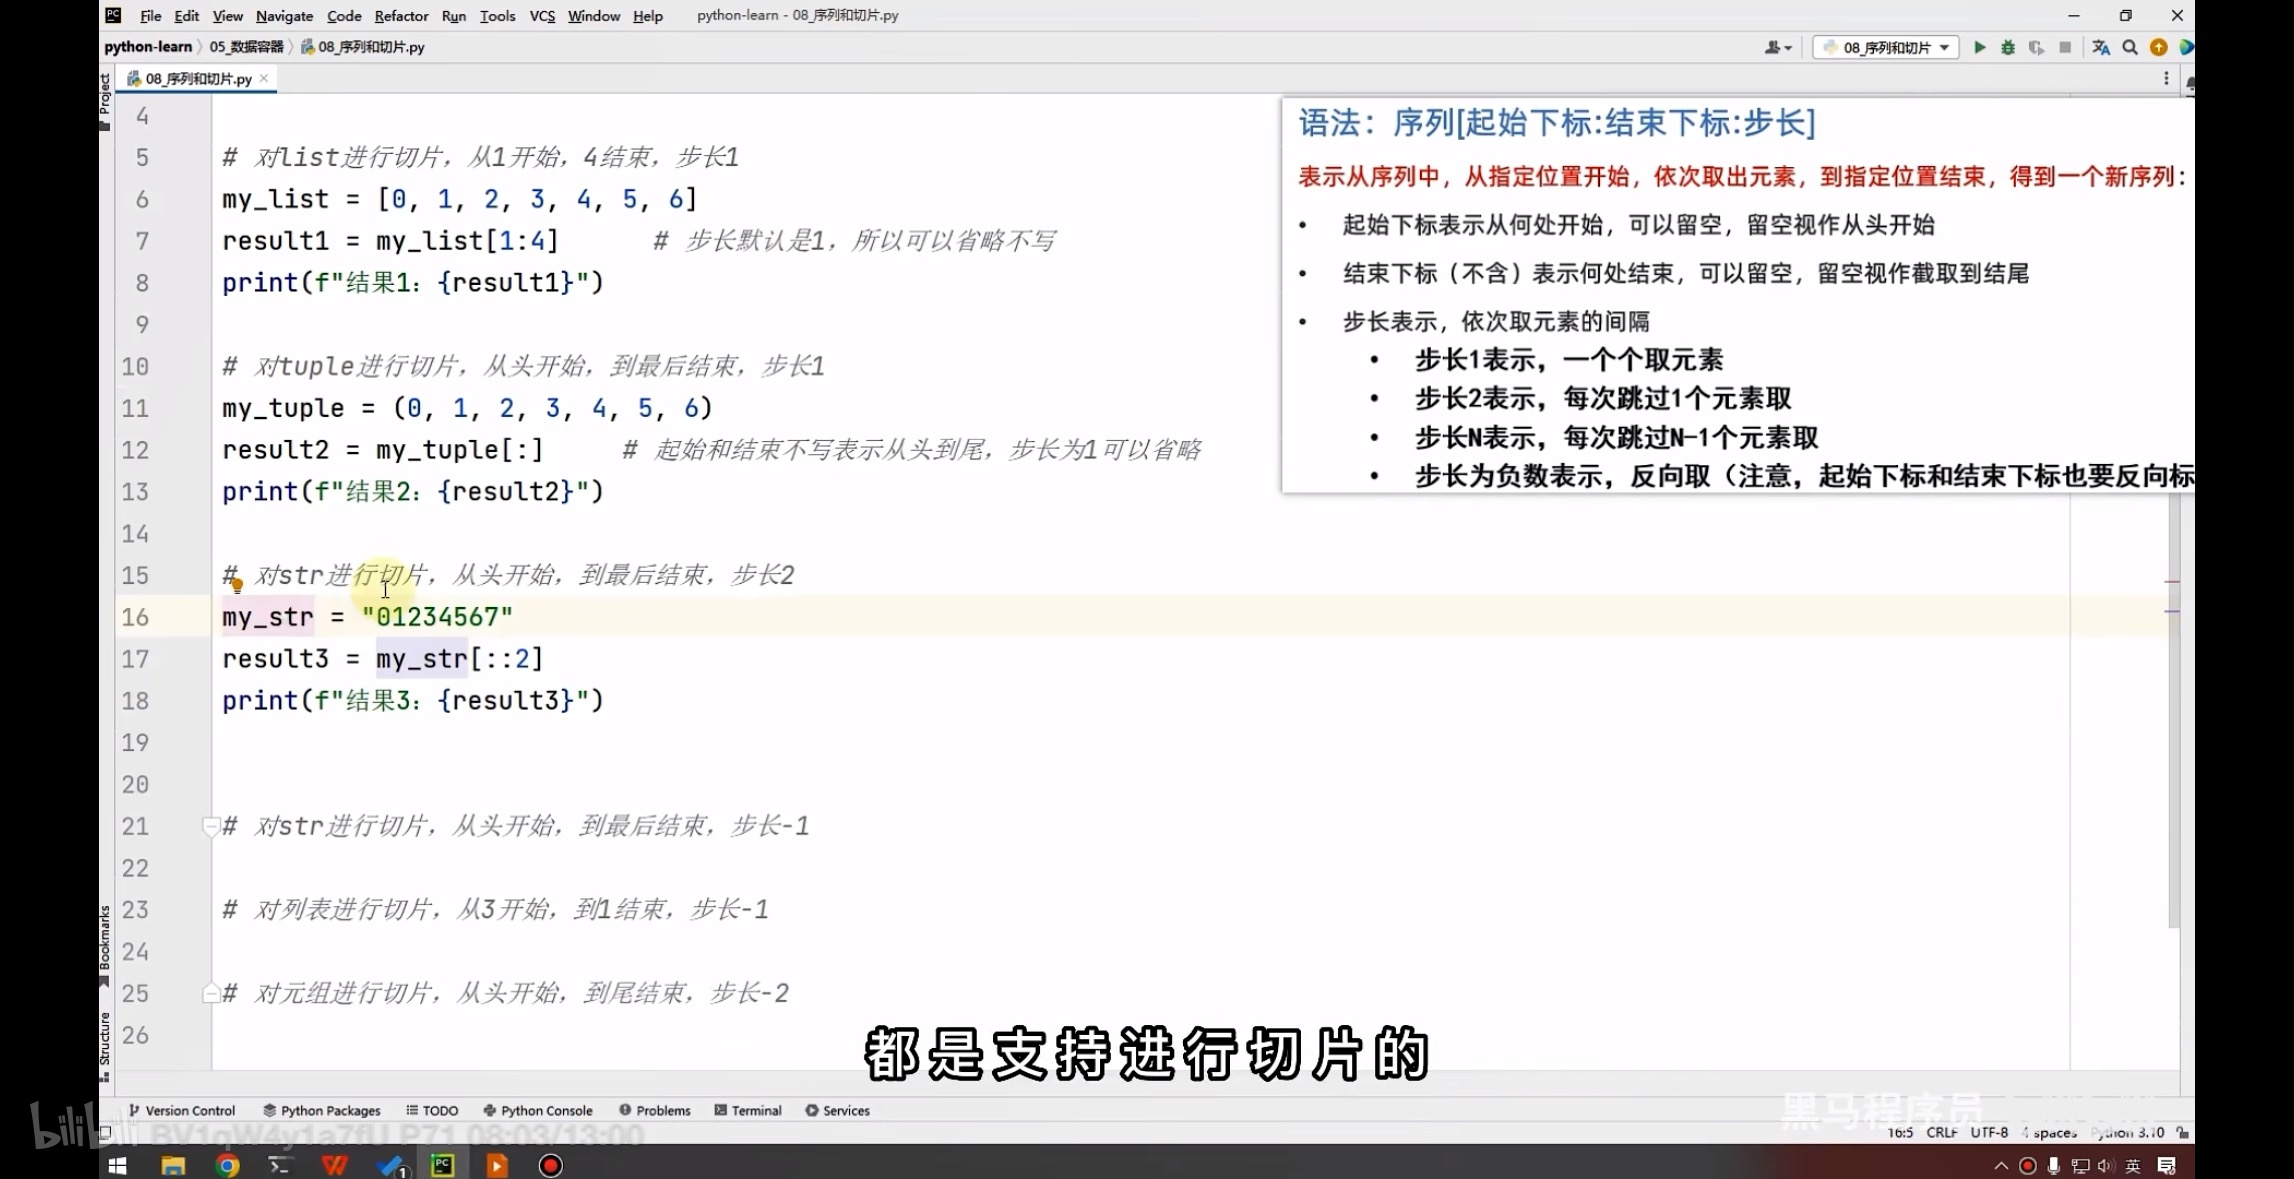 File Edit View Navigate Code Refactor Run Tools VCS Window Help python-learn - 08_序列和切片.py
python-learn 05_数据容器 08_序列和切片.py 08_序列和切片
Project 08_序列和切片.py
4
5 # 对list进行切片，从1开始，4结束，步长1
6 my_list = [0, 1, 2, 3, 4, 5, 6]
7 result1 = my_list[1:4] # 步长默认是1，所以可以省略不写
8 print(f"结果1：{result1}")
9
10 # 对tuple进行切片，从头开始，到最后结束，步长1
11 my_tuple = (0, 1, 2, 3, 4, 5, 6)
12 result2 = my_tuple[:] # 起始和结束不写表示从头到尾，步长为1可以省略
13 print(f"结果2：{result2}")
14
15 # 对str进行切片，从头开始，到最后结束，步长2
16 my_str = "01234567"
17 result3 = my_str[::2]
18 print(f"结果3：{result3}")
19
20
21 # 对str进行切片，从头开始，到最后结束，步长-1
22
23 # 对列表进行切片，从3开始，到1结束，步长-1
24
25 # 对元组进行切片，从头开始，到尾结束，步长-2
26
语法：序列[起始下标:结束下标:步长]
表示从序列中，从指定位置开始，依次取出元素，到指定位置结束，得到一个新序列：
• 起始下标表示从何处开始，可以留空，留空视作从头开始
• 结束下标（不含）表示何处结束，可以留空，留空视作截取到结尾
• 步长表示，依次取元素的间隔
• 步长1表示，一个个取元素
• 步长2表示，每次跳过1个元素取
• 步长N表示，每次跳过N-1个元素取
• 步长为负数表示，反向取（注意，起始下标和结束下标也要反向标
Bookmarks
Structure
都是支持进行切片的
Version Control Python Packages TODO Python Console Problems Terminal Services
黑马程序员
bilibili BV1qW4y1a7fU P71 08:03/13:00
16:5 CRLF UTF-8 4 spaces Python 3.10
1 英